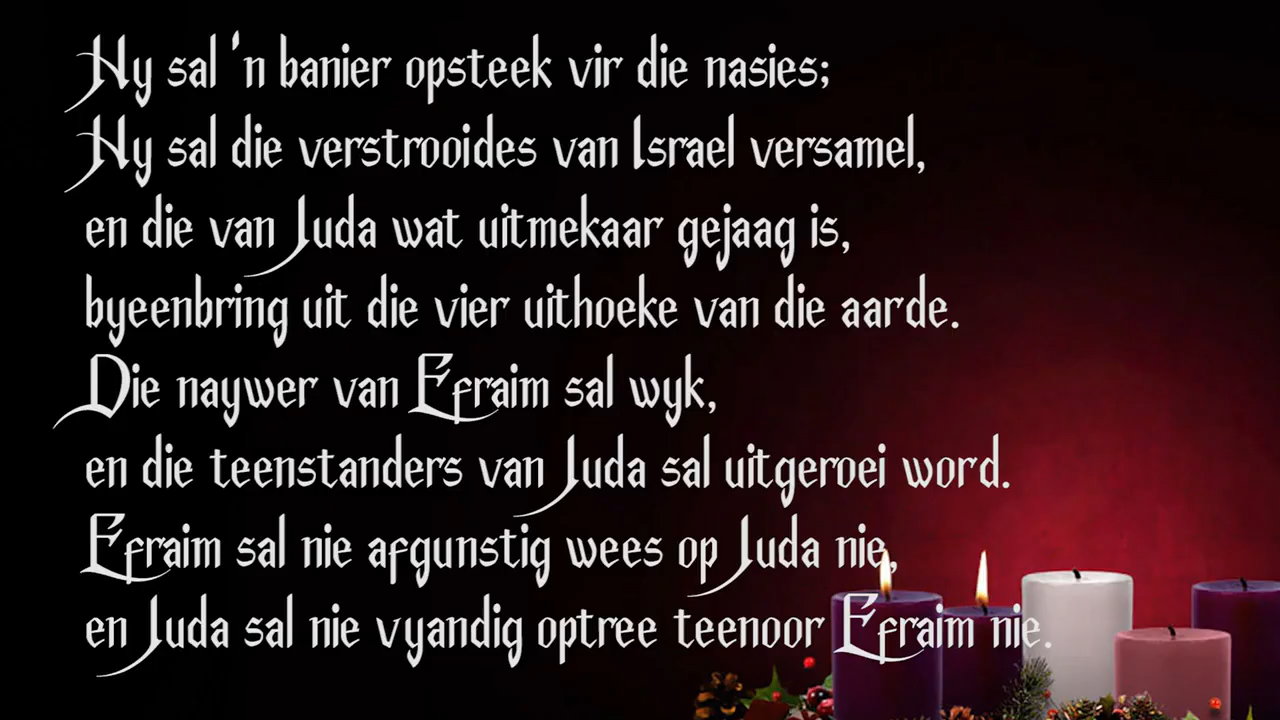 Hy sal 'n banier opsteek vir die nasies;
Hy sal die verstrooides van Israel versamel,
en die van Juda wat uitmekaar gejaag is,
byeenbring uit die vier uithoeke van die aarde.
Die naywer van Efraim sal wyk,
en die teenstanders van Juda sal uitgeroei word.
Efraim sal nie afgunstig wees op Juda nie,
en Juda sal nie vyandig optree teenoor Efraim nie.